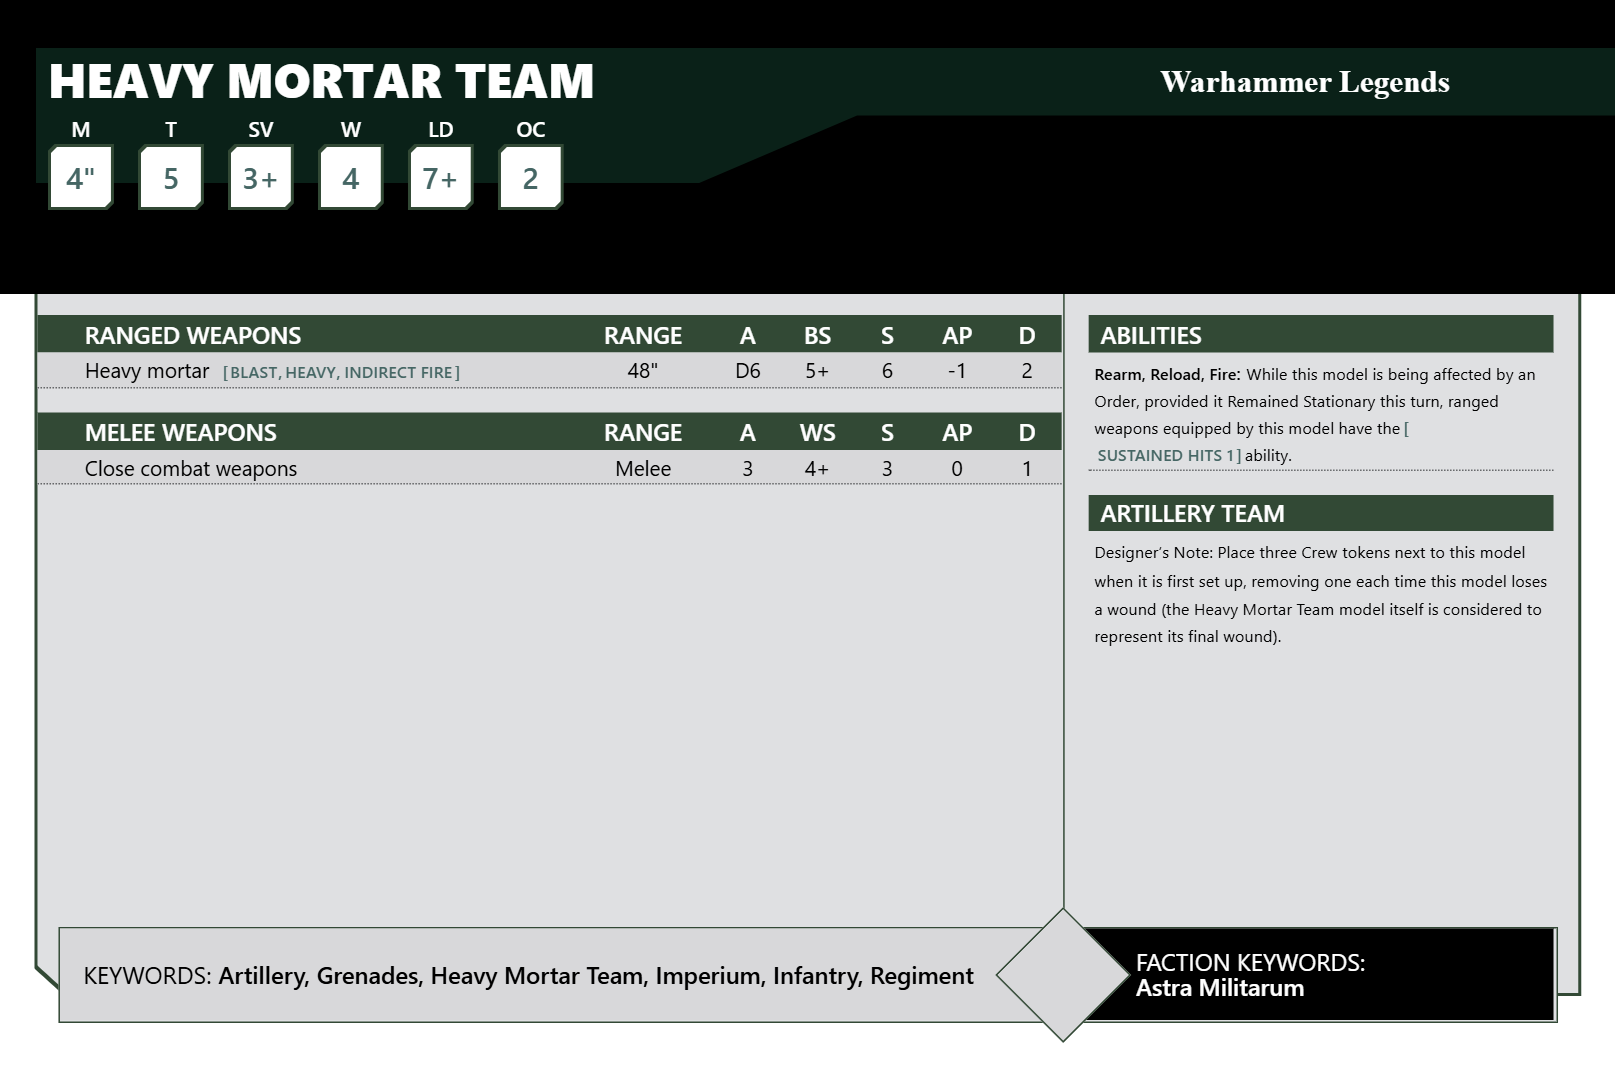 HEAVY MORTAR TEAM
Warhammer Legends
M T SV W LD OC
4" 5 3+ 4 7+ 2
RANGED WEAPONS RANGE A BS S AP D
Heavy mortar [BLAST, HEAVY, INDIRECT FIRE] 48" D6 5+ 6 -1 2
MELEE WEAPONS RANGE A WS S AP D
Close combat weapons Melee 3 4+ 3 0 1
ABILITIES
Rearm, Reload, Fire: While this model is being affected by an
Order, provided it Remained Stationary this turn, ranged
weapons equipped by this model have the [
SUSTAINED HITS 1] ability.
ARTILLERY TEAM
Designer’s Note: Place three Crew tokens next to this model
when it is first set up, removing one each time this model loses
a wound (the Heavy Mortar Team model itself is considered to
represent its final wound).
KEYWORDS: Artillery, Grenades, Heavy Mortar Team, Imperium, Infantry, Regiment
FACTION KEYWORDS:
Astra Militarum